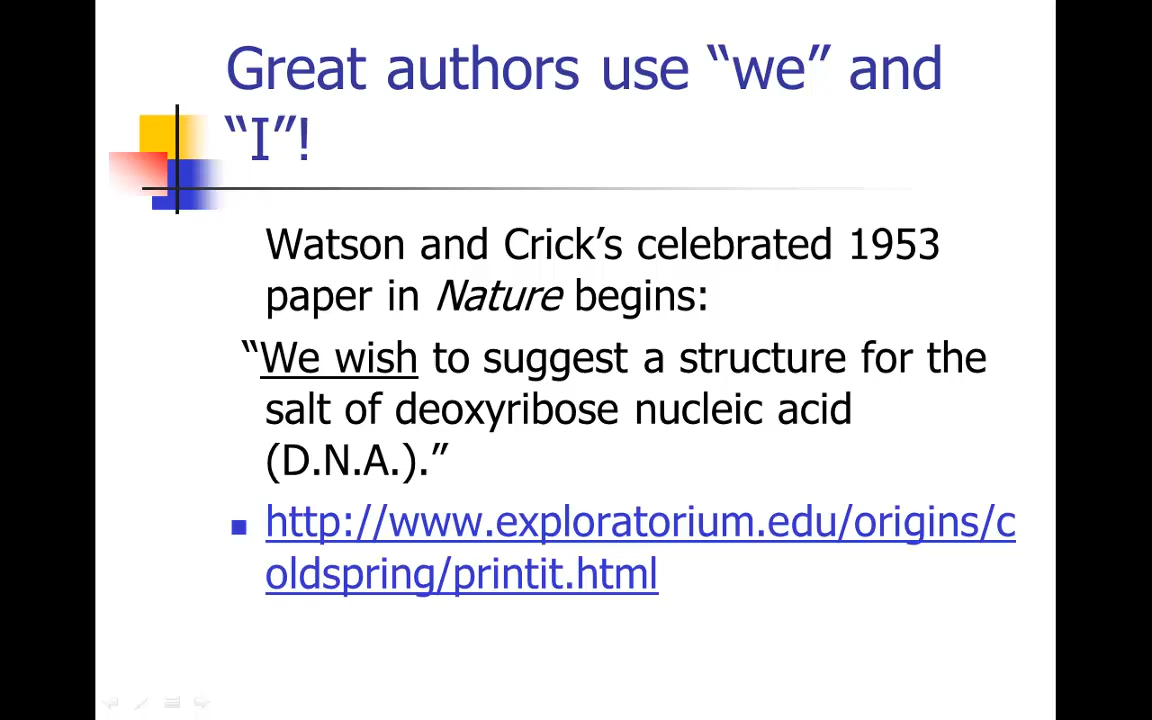 Great authors use “we” and
“I”!
Watson and Crick’s celebrated 1953
paper in Nature begins:
“We wish to suggest a structure for the
salt of deoxyribose nucleic acid
(D.N.A.).”
http://www.exploratorium.edu/origins/c
oldspring/printit.html